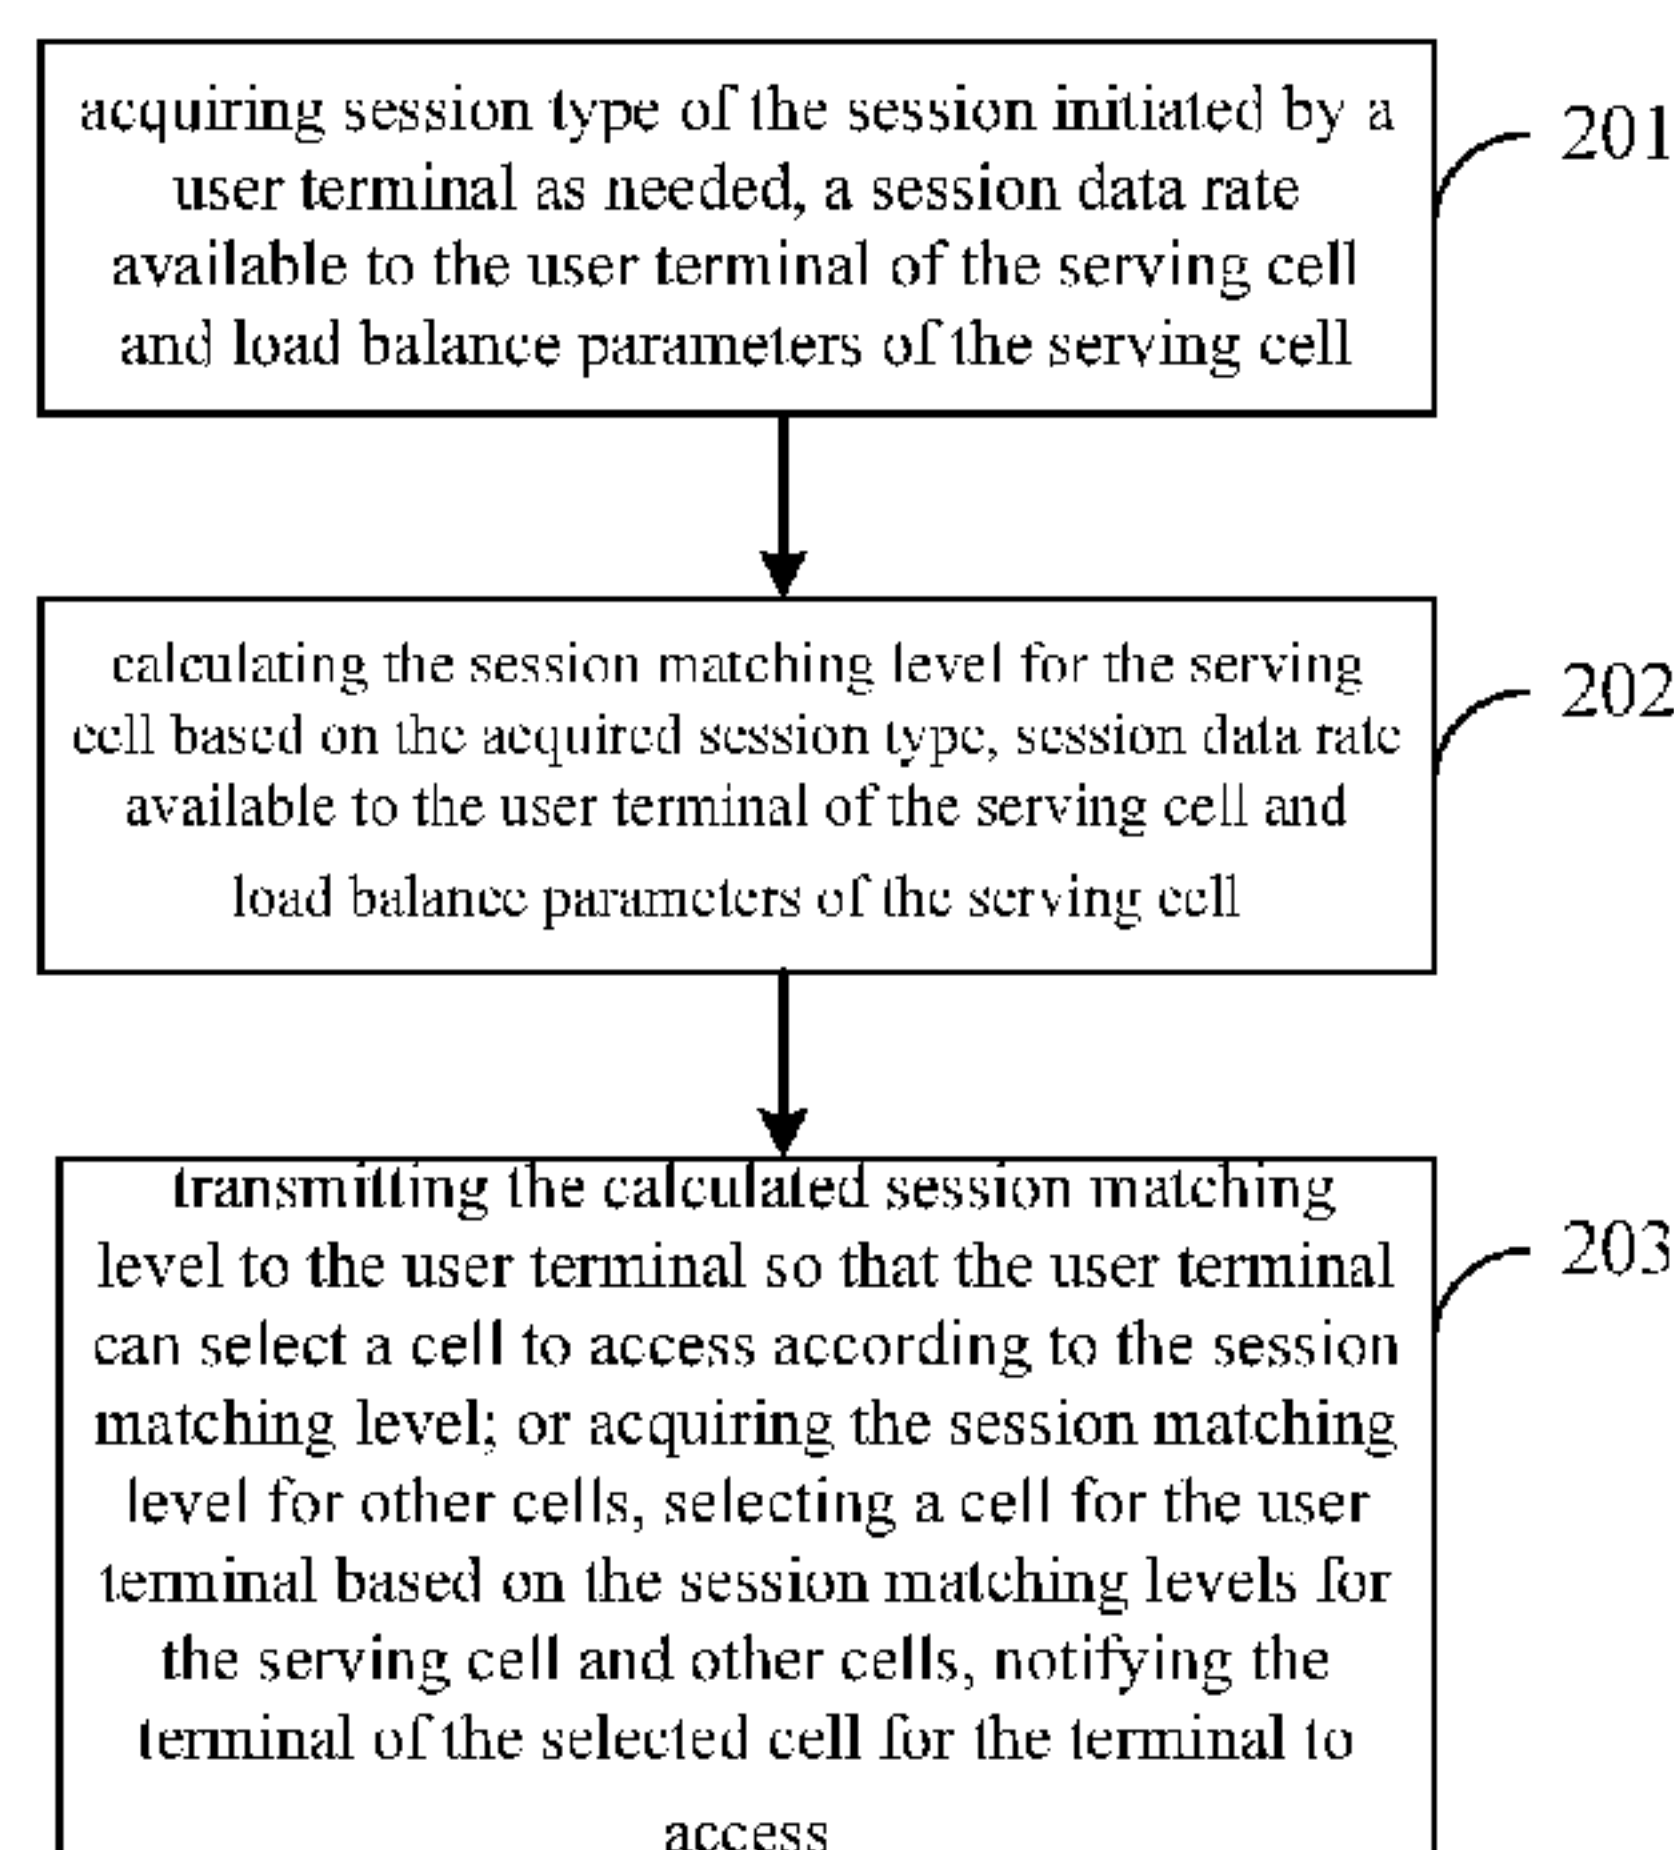 acquiring session type of the session initiated by a
user terminal as needed, a session data rate
available to the user terminal of the serving cell
and load balance parameters of the serving cell
201
calculating the session matching level for the serving
cell based on the acquired session type, session data rate
available to the user terminal of the serving cell and
load balance parameters of the serving cell
202
transmitting the calculated session matching
level to the user terminal so that the user terminal
can select a cell to access according to the session
matching level; or acquiring the session matching
level for other cells, selecting a cell for the user
terminal based on the session matching levels for
the serving cell and other cells, notifying the
terminal of the selected cell for the terminal to
access
203